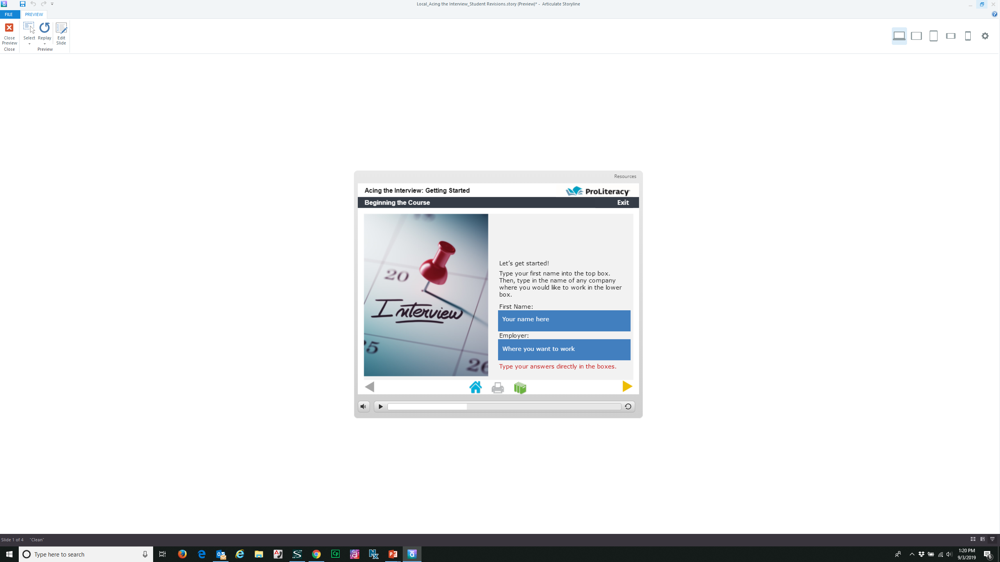 Local_Acing the Interview_Student Revisions.story (Preview)* - Articulate Storyline
FILE
PREVIEW
Close Preview
Select
Replay
Edit Slide
Close
Preview
Resources
Acing the Interview: Getting Started
ProLiteracy
Beginning the Course
Exit
20
Interview
25
26
Let’s get started!
Type your first name into the top box.
Then, type in the name of any company
where you would like to work in the lower
box.
First Name:
Your name here
Employer:
Where you want to work
Type your answers directly in the boxes.
Slide 1 of 4 "Clean"
Type here to search
1:20 PM
9/3/2019
6